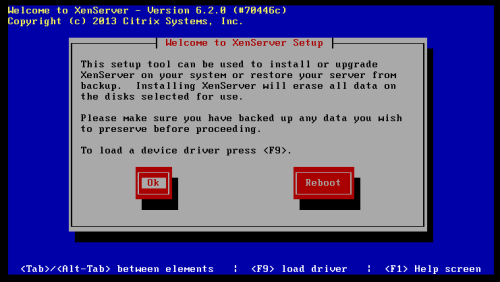 Welcome to XenServer - Version 6.2.0 (#70446c)
Copyright (c) 2013 Citrix Systems, Inc.
Welcome to XenServer Setup
This setup tool can be used to install or upgrade
XenServer on your system or restore your server from
backup.  Installing XenServer will erase all data on
the disks selected for use.
Please make sure you have backed up any data you wish
to preserve before proceeding.
To load a device driver press <F9>.
Ok
Reboot
<Tab>/<Alt-Tab> between elements   |  <F9> load driver   |  <F1> Help screen